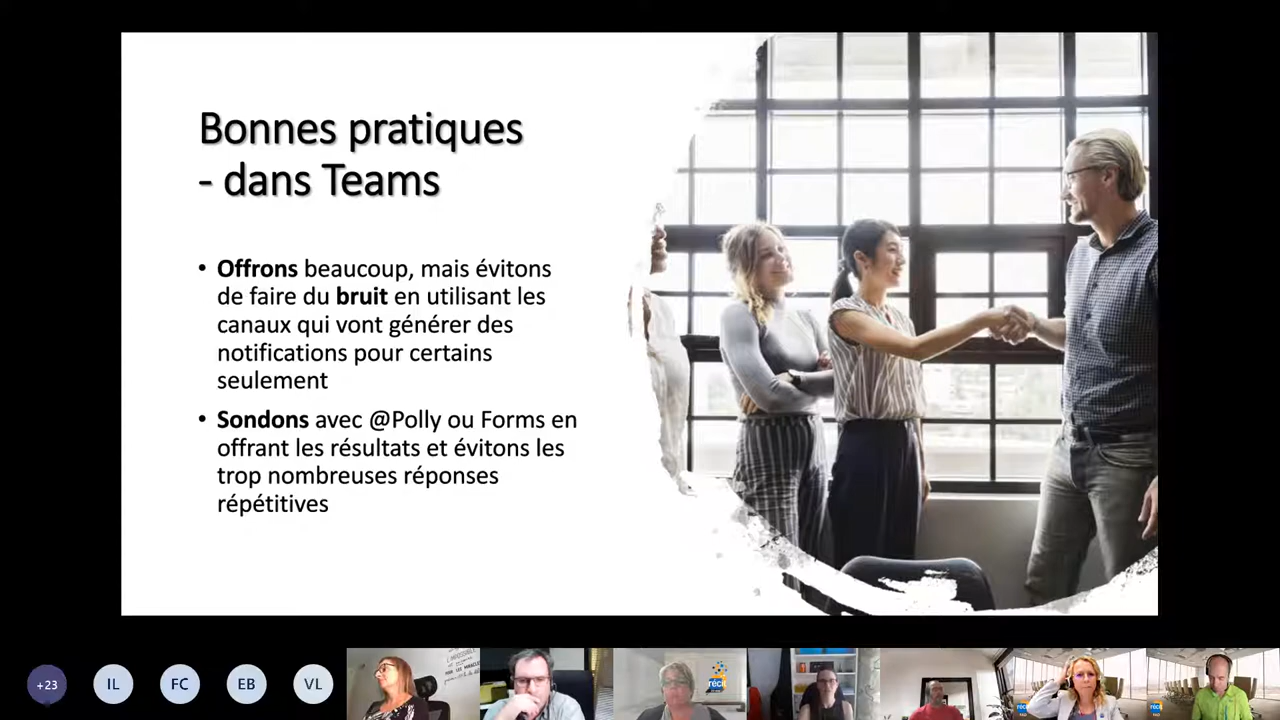 Bonnes pratiques
- dans Teams
• Offrons beaucoup, mais évitons
de faire du bruit en utilisant les
canaux qui vont générer des
notifications pour certains
seulement
• Sondons avec @Polly ou Forms en
offrant les résultats et évitons les
trop nombreuses réponses
répétitives
+23
IL
FC
EB
VL
récit